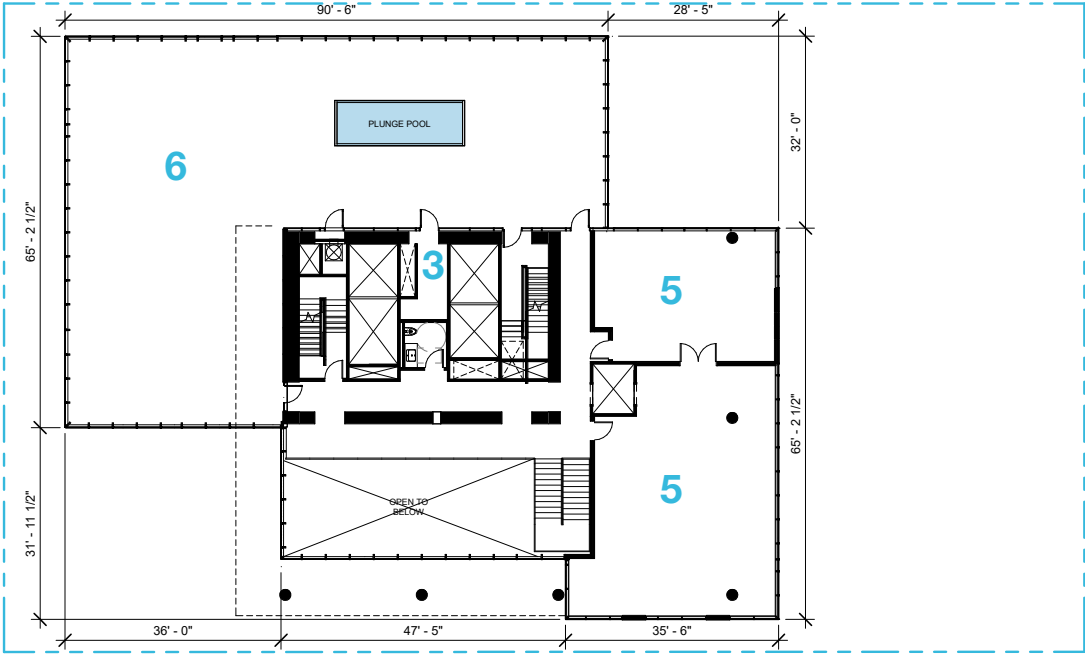 90' - 6"
28' - 5"
32' - 0"
PLUNGE POOL
6
65' - 2 1/2"
3
5
65' - 2 1/2"
5
OPEN TO
BELOW
31' - 11 1/2"
36' - 0"
47' - 5"
35' - 6"